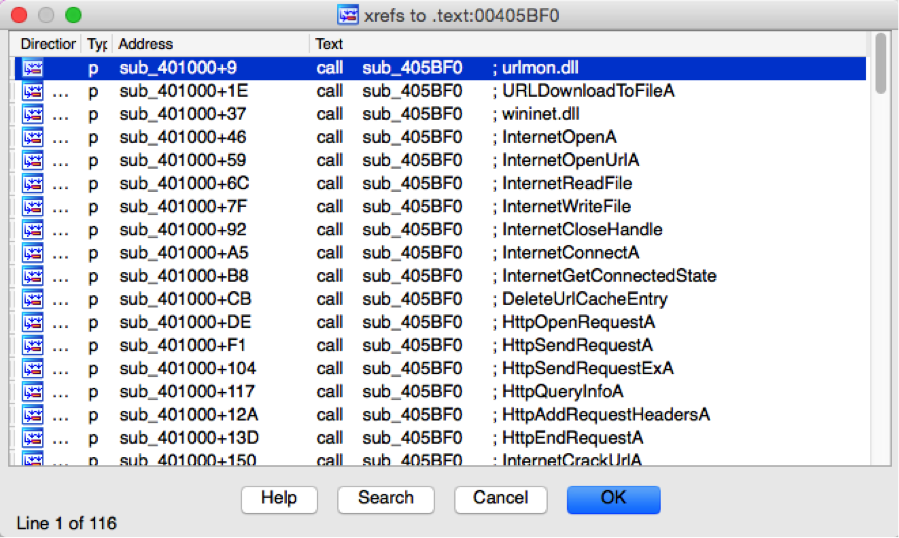 xrefs to .text:00405BF0
Direction Typ Address Text
p sub_401000+9 call sub_405BF0 ; urlmon.dll
... p sub_401000+1E call sub_405BF0 ; URLDownloadToFileA
... p sub_401000+37 call sub_405BF0 ; wininet.dll
... p sub_401000+46 call sub_405BF0 ; InternetOpenA
... p sub_401000+59 call sub_405BF0 ; InternetOpenUrlA
... p sub_401000+6C call sub_405BF0 ; InternetReadFile
... p sub_401000+7F call sub_405BF0 ; InternetWriteFile
... p sub_401000+92 call sub_405BF0 ; InternetCloseHandle
... p sub_401000+A5 call sub_405BF0 ; InternetConnectA
... p sub_401000+B8 call sub_405BF0 ; InternetGetConnectedState
... p sub_401000+CB call sub_405BF0 ; DeleteUrlCacheEntry
... p sub_401000+DE call sub_405BF0 ; HttpOpenRequestA
... p sub_401000+F1 call sub_405BF0 ; HttpSendRequestA
... p sub_401000+104 call sub_405BF0 ; HttpSendRequestExA
... p sub_401000+117 call sub_405BF0 ; HttpQueryInfoA
... p sub_401000+12A call sub_405BF0 ; HttpAddRequestHeadersA
... p sub_401000+13D call sub_405BF0 ; HttpEndRequestA
... p sub_401000+150 call sub_405BF0 ; InternetCrackUrlA
Help Search Cancel OK
Line 1 of 116